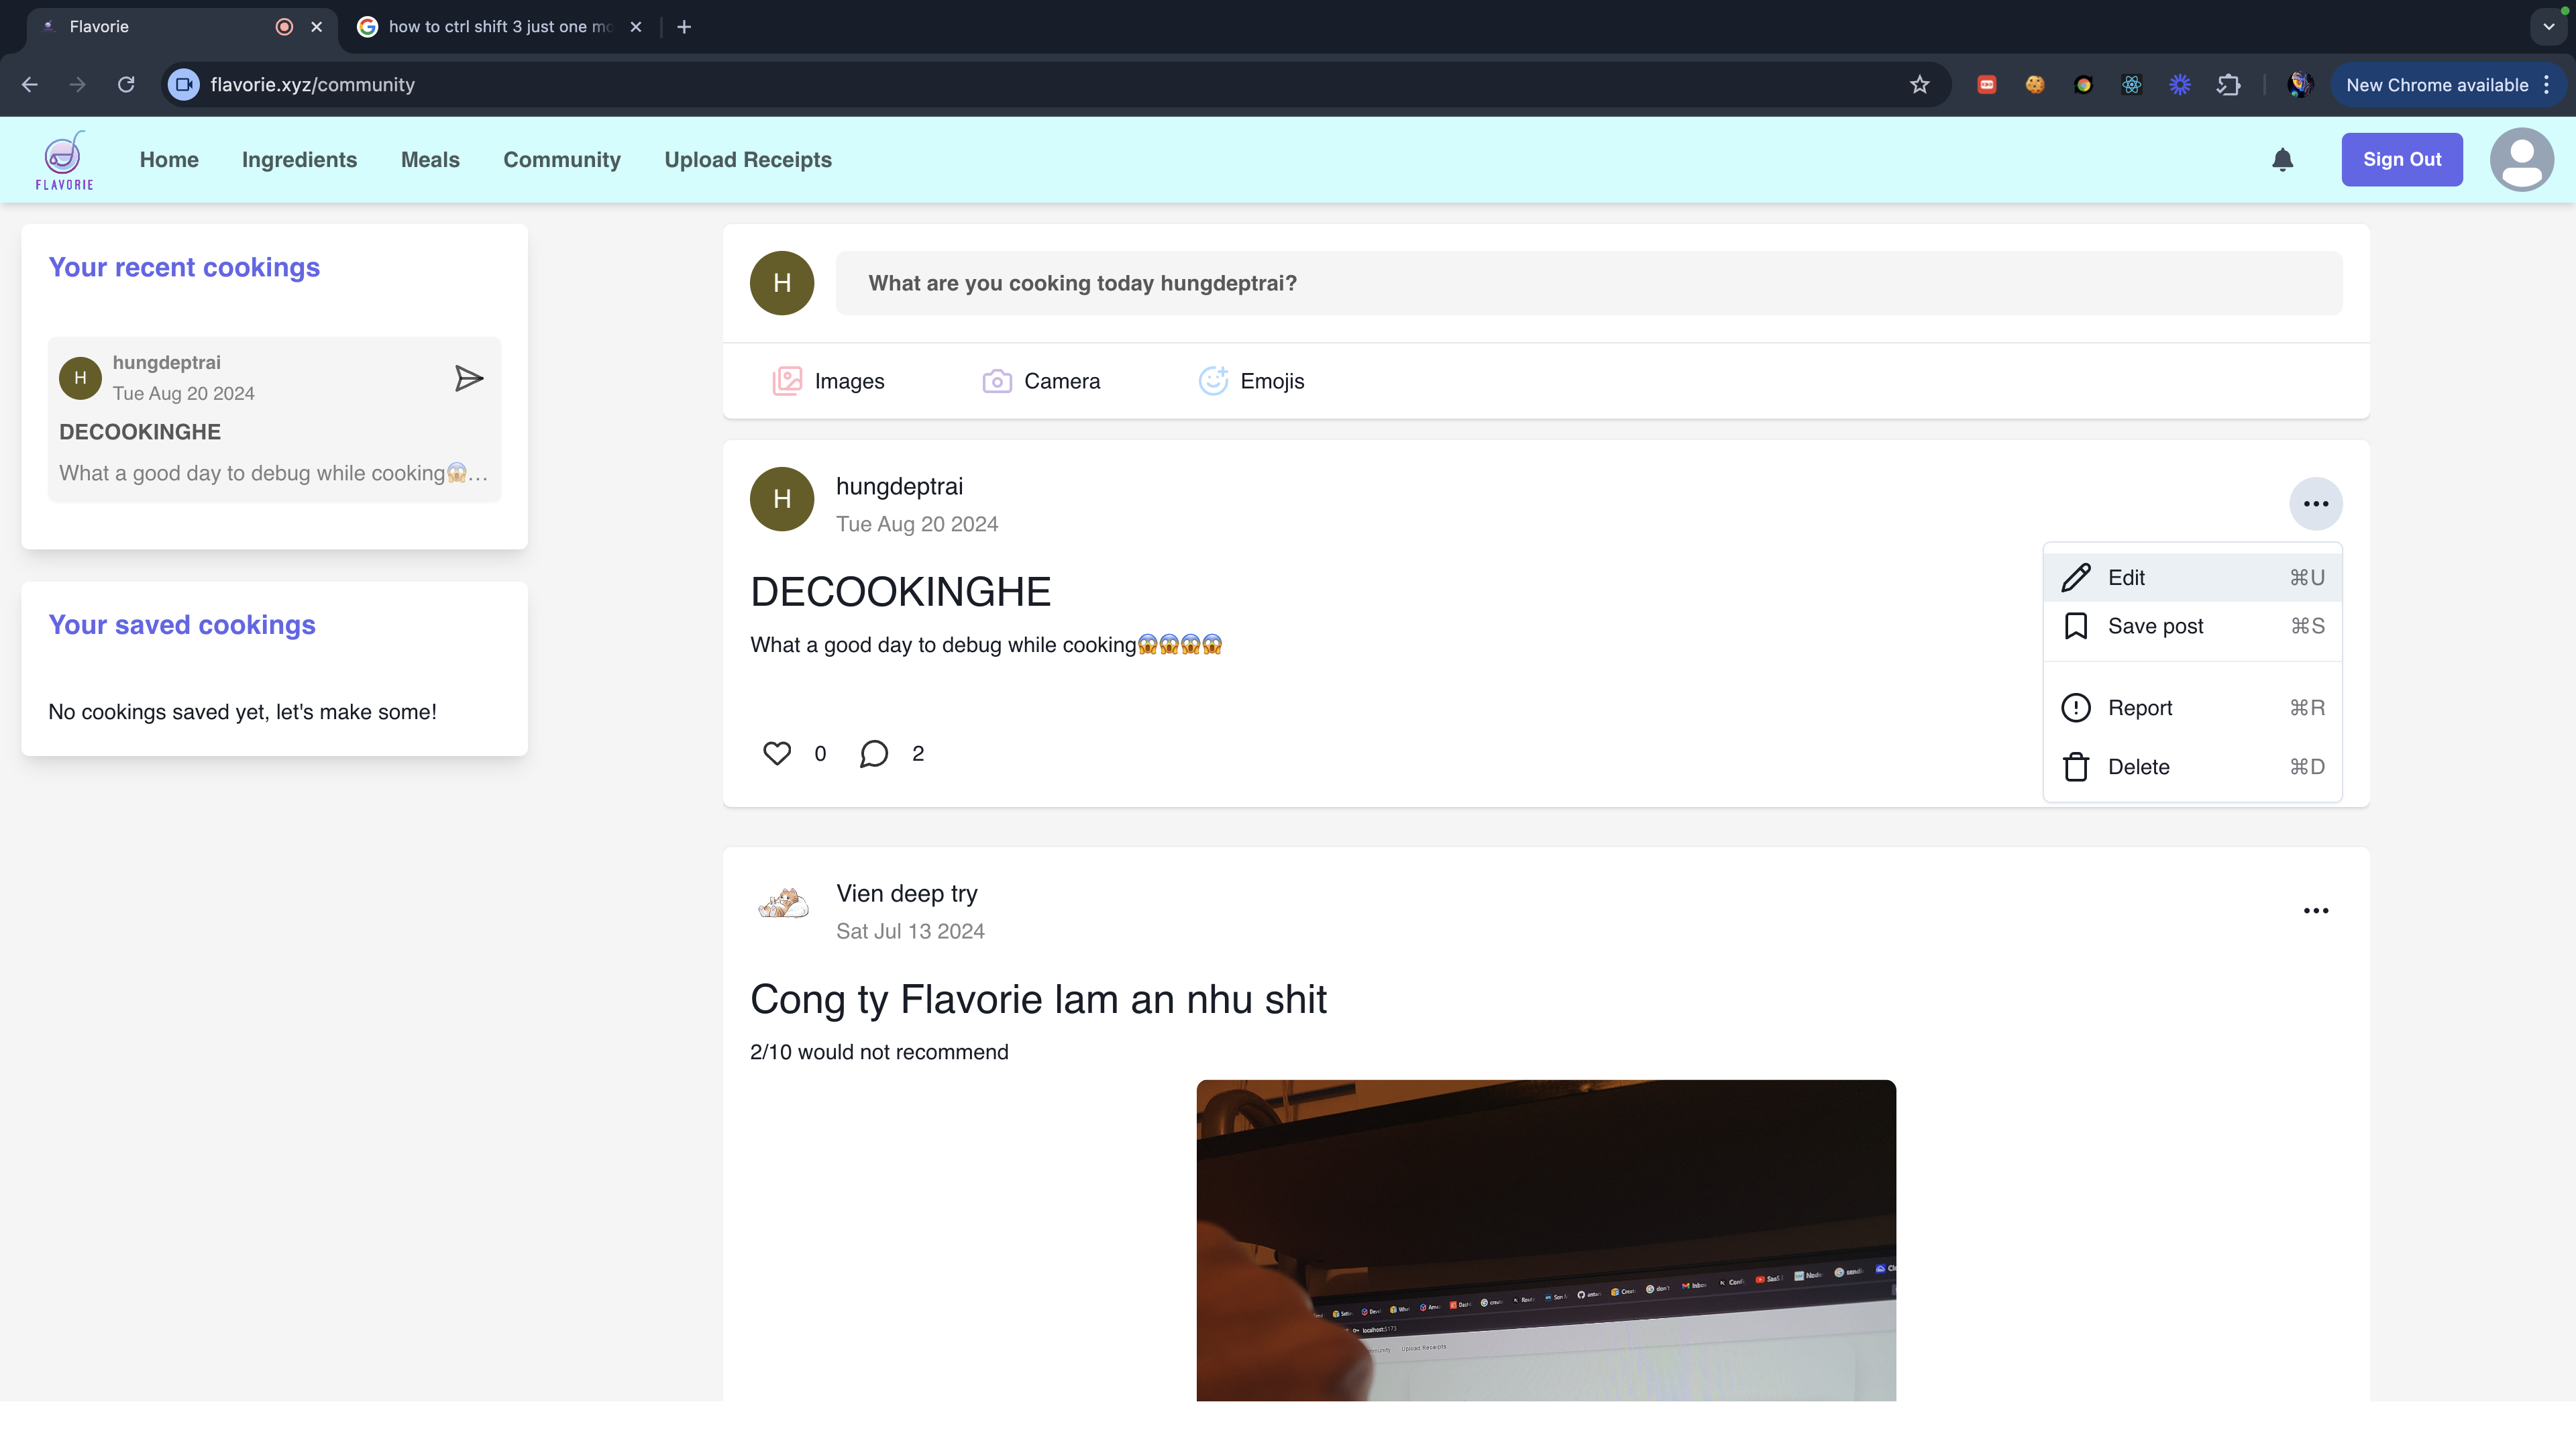 Flavorie
how to ctrl shift 3 just one mo
flavorie.xyz/community
New Chrome available
FLAVORIE
Home
Ingredients
Meals
Community
Upload Receipts
Sign Out
Your recent cookings
H
hungdeptrai
Tue Aug 20 2024
DECOOKINGHE
What a good day to debug while cooking😱…
Your saved cookings
No cookings saved yet, let's make some!
H
What are you cooking today hungdeptrai?
Images
Camera
Emojis
H
hungdeptrai
Tue Aug 20 2024
DECOOKINGHE
What a good day to debug while cooking😱😱😱😱
0
2
Edit ⌘U
Save post ⌘S
Report ⌘R
Delete ⌘D
Vien deep try
Sat Jul 13 2024
Cong ty Flavorie lam an nhu shit
2/10 would not recommend
localhost:5173
Upload Receipts